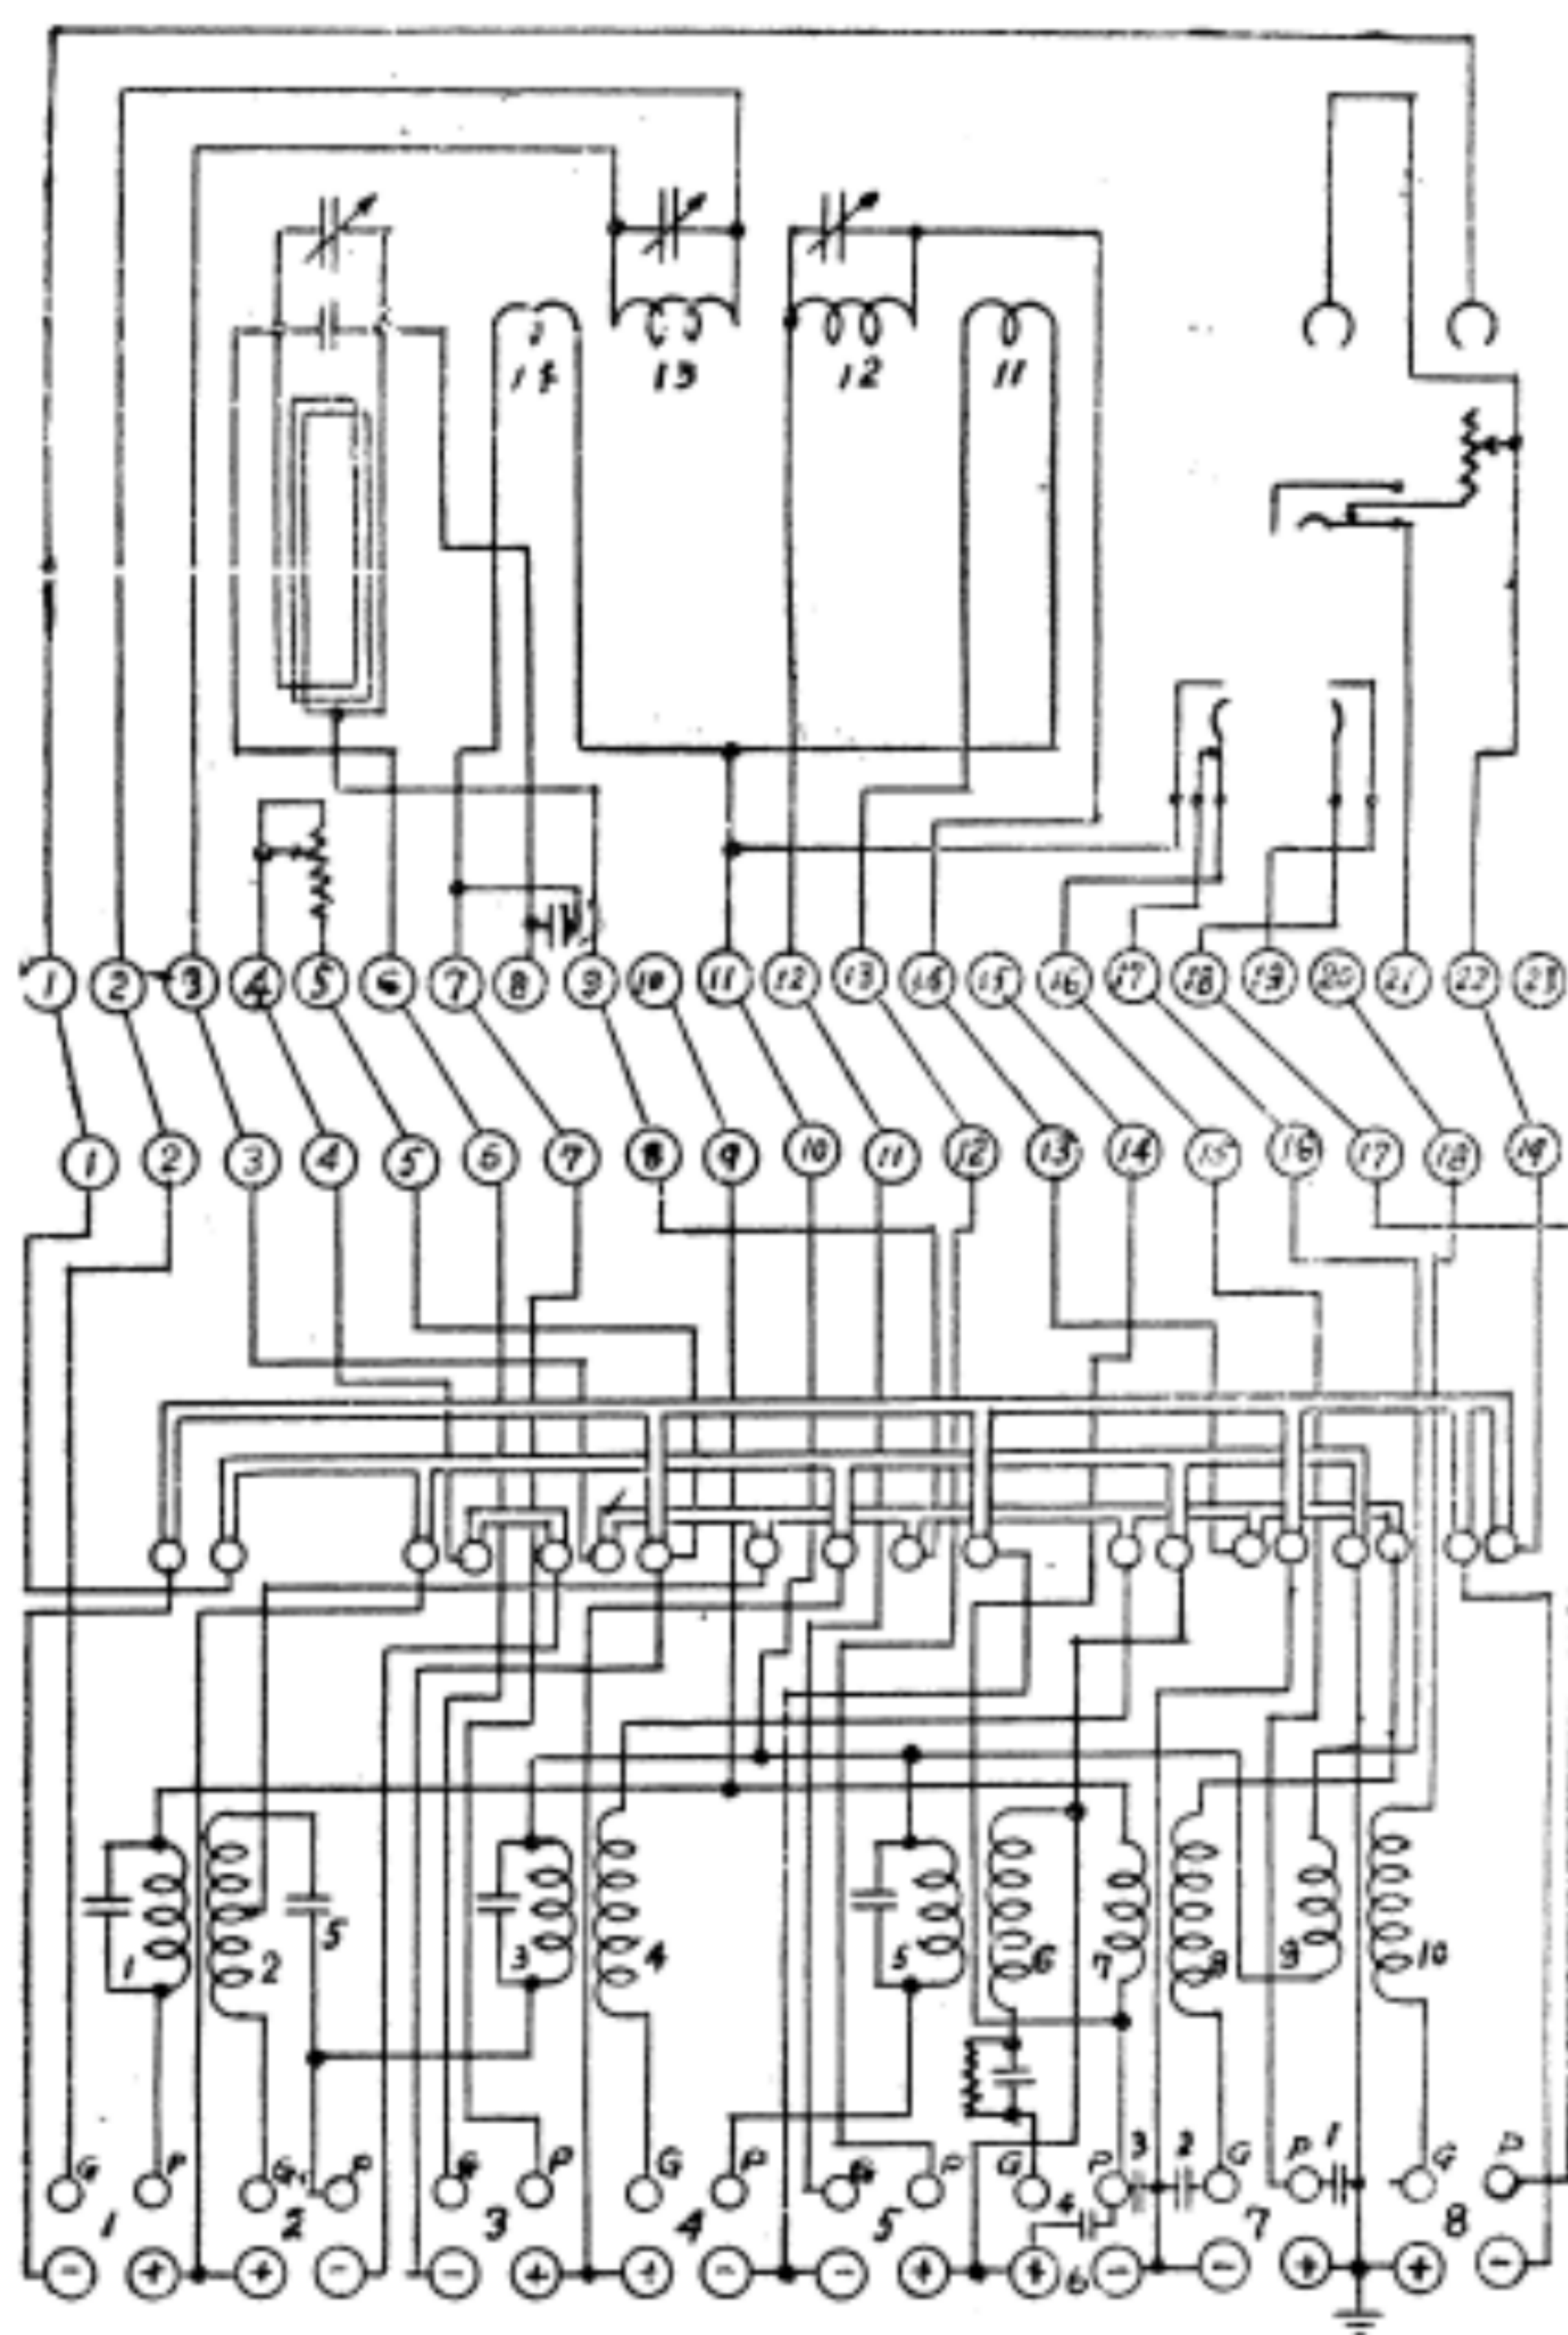 14 13 12 11
1 2 3 4 5 6 7 8 9 10 11 12 13 14 15 16 17 18 19 20 21 22 23
1 2 3 4 5 6 7 8 9 10 11 12 13 14 15 16 17 18 19
1 2 5 3 4 5 6 7 8 9 10
G P G P G P G P G P G P 3 2 G P 1 G P
1 2 3 4 5 4 7 8
- + + - - + + - - + + 6 - - + + -